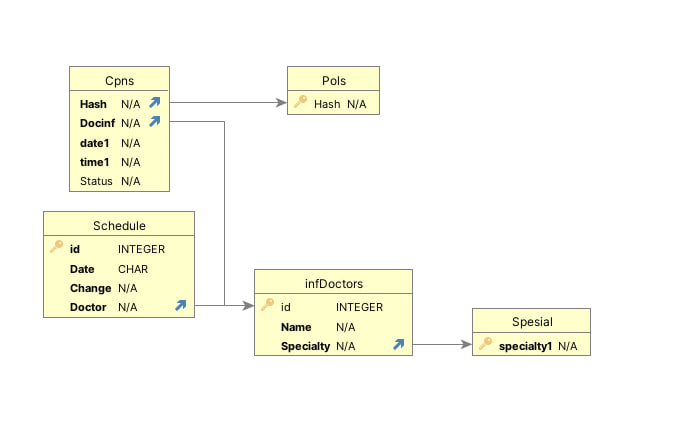 Cpns
Hash N/A
Docinf N/A
date1 N/A
time1 N/A
Status N/A
Pols
Hash N/A
Schedule
id INTEGER
Date CHAR
Change N/A
Doctor N/A
infDoctors
id INTEGER
Name N/A
Specialty N/A
Spesial
specialty1 N/A